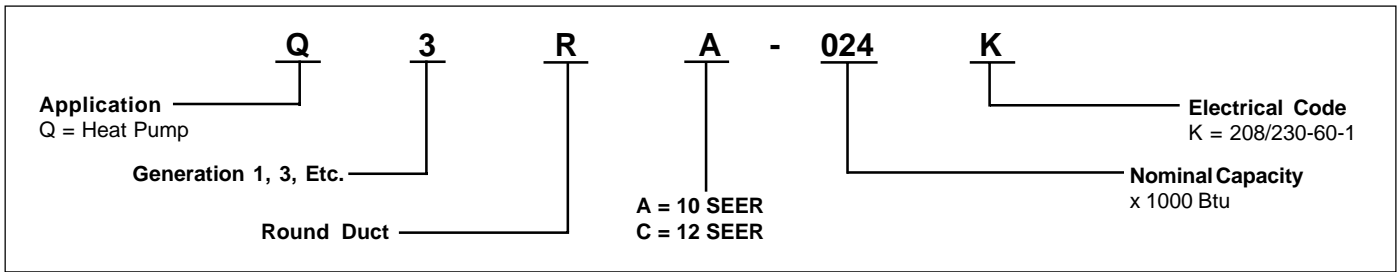 Q 3 R A - 024 K
Application
Q = Heat Pump
Electrical Code
K = 208/230-60-1
Generation 1, 3, Etc.
Nominal Capacity
x 1000 Btu
A = 10 SEER
C = 12 SEER
Round Duct